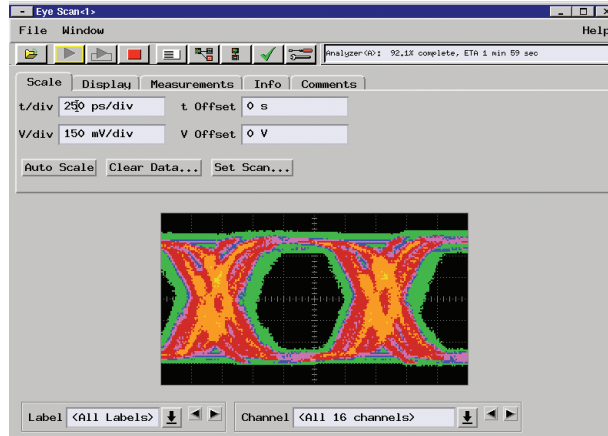 Eye Scan<1>
File Window Help
Analyzer(A): 92.1% complete, ETA 1 min 59 sec
Scale Display Measurements Info Comments
t/div 250 ps/div t Offset 0 s
V/div 150 mV/div V Offset 0 V
Auto Scale Clear Data... Set Scan...
Label <All Labels> Channel <All 16 channels>